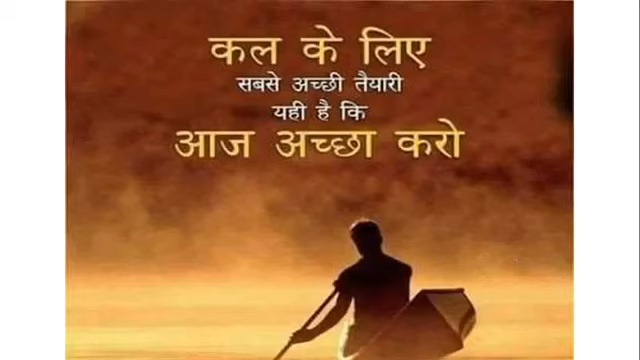 कल के लिए
सबसे अच्छी तैयारी
यही है कि
आज अच्छा करो